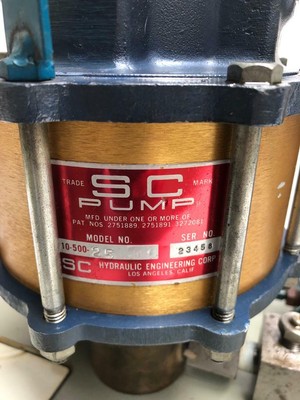 TRADE SC MARK
PUMP
MFD. UNDER ONE OR MORE OF
PAT. NOS. 2751889, 2751891, 3272081
MODEL NO. SER. NO.
10-500- 23456
SC HYDRAULIC ENGINEERING CORP.
LOS ANGELES, CALIF.